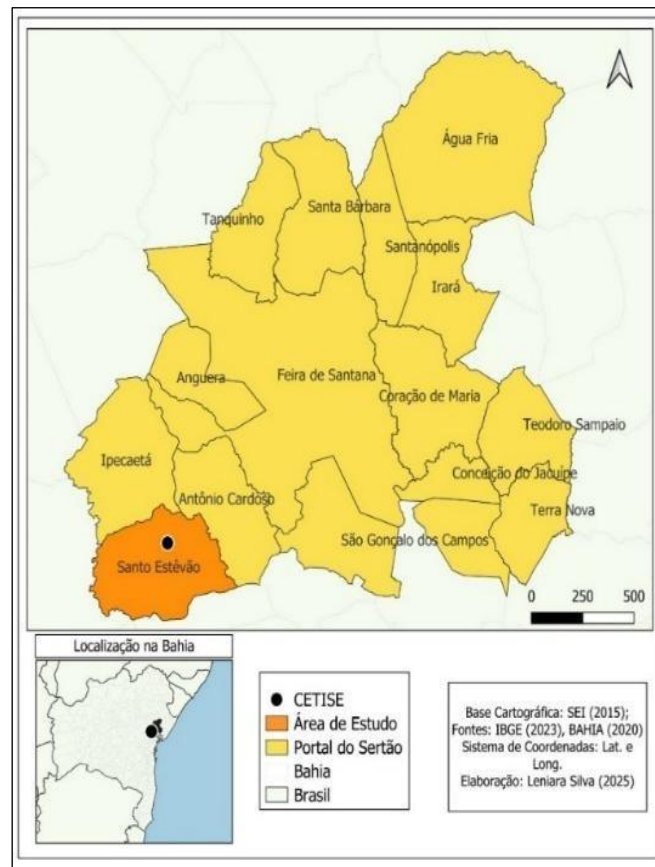 Água Fria
Santa Bárbara
Tanquinho
Santanópolis
Irará
Anguera
Feira de Santana
Coração de Maria
Teodoro Sampaio
Ipecaetá
Conceição do Jacuípe
Antônio Cardoso
Terra Nova
São Gonçalo dos Campos
Santo Estêvão
0 250 500
Localização na Bahia
CETISE
Área de Estudo
Portal do Sertão
Bahia
Brasil
Base Cartográfica: SEI (2015);
Fontes: IBGE (2023), BAHIA (2020)
Sistema de Coordenadas: Lat. e
Long.
Elaboração: Leniara Silva (2025)